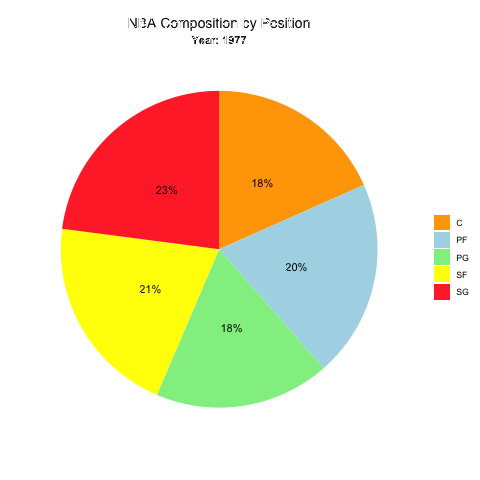 NBA Composition by Position
Year: 1977
18%
23%
20%
21%
18%
C
PF
PG
SF
SG